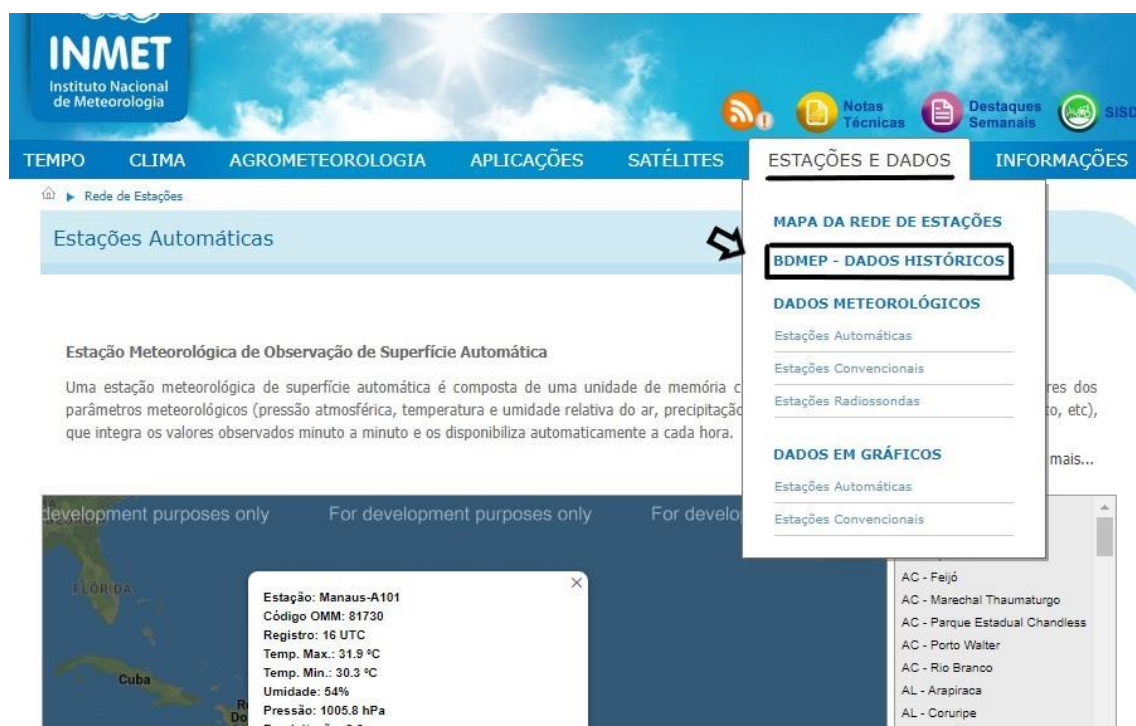 INMET
Instituto Nacional
de Meteorologia
Notas
Técnicas
Destaques
Semanais
TEMPO CLIMA AGROMETEOROLOGIA APLICAÇÕES SATÉLITES ESTAÇÕES E DADOS INFORMAÇÕES
Rede de Estações
Estações Automáticas
MAPA DA REDE DE ESTAÇÕES
BDMEP - DADOS HISTÓRICOS
DADOS METEOROLÓGICOS
Estações Automáticas
Estações Convencionais
Estações Radiossondas
DADOS EM GRÁFICOS
Estações Automáticas
Estações Convencionais
Estação Meteorológica de Observação de Superfície Automática
Uma estação meteorológica de superfície automática é composta de uma unidade de memória c res dos
parâmetros meteorológicos (pressão atmosférica, temperatura e umidade relativa do ar, precipitação to, etc),
que integra os valores observados minuto a minuto e os disponibiliza automaticamente a cada hora.
mais...
development purposes only For development purposes only For develo
FLORIDA
Cuba
Estação: Manaus-A101
Código OMM: 81730
Registro: 16 UTC
Temp. Max.: 31.9 ºC
Temp. Min.: 30.3 ºC
Umidade: 54%
Pressão: 1005.8 hPa
AC - Feijó
AC - Marechal Thaumaturgo
AC - Parque Estadual Chandless
AC - Porto Walter
AC - Rio Branco
AL - Arapiraca
AL - Coruripe